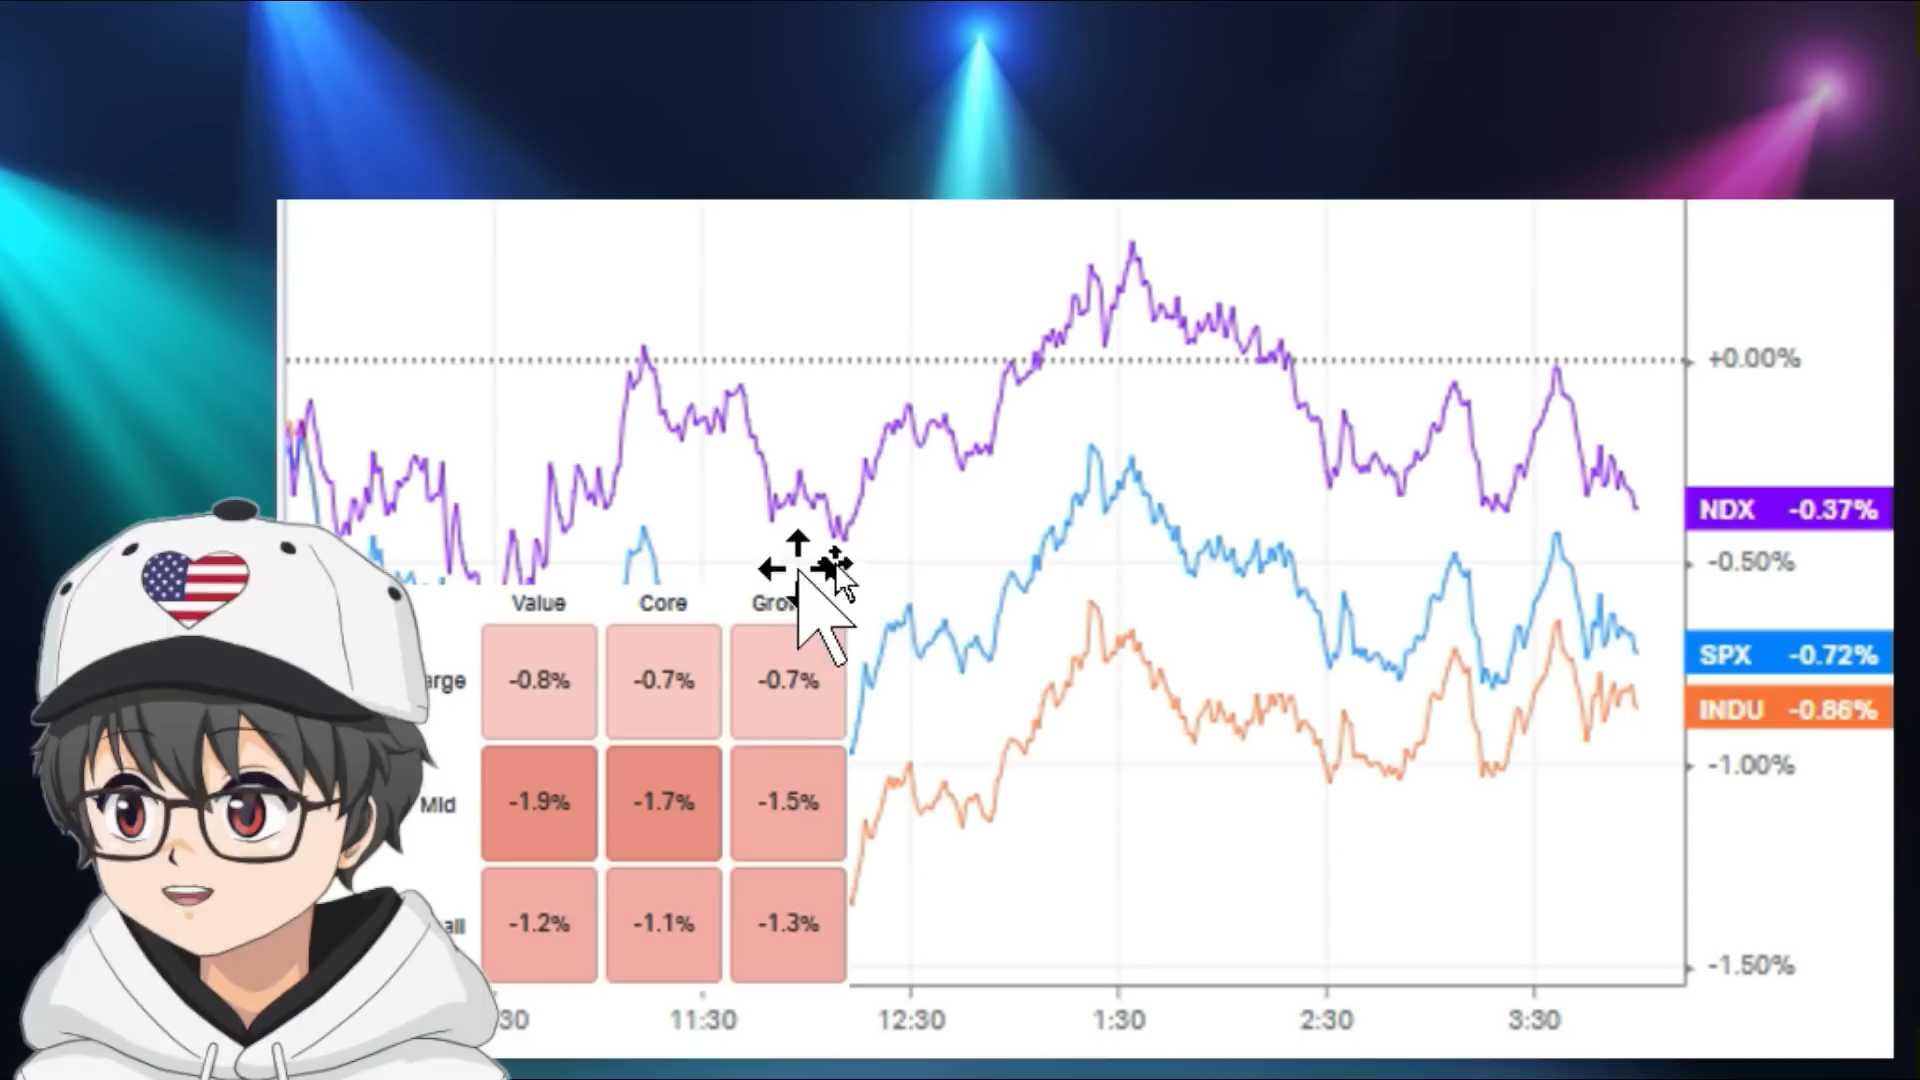 +0.00%
NDX -0.37%
-0.50%
Value Core
SPX -0.72%
-0.8% -0.7% -0.7%
INDU -0.86%
-1.00%
Mid -1.9% -1.7% -1.5%
-1.2% -1.1% -1.3%
-1.50%
11:30 12:30 1:30 2:30 3:30